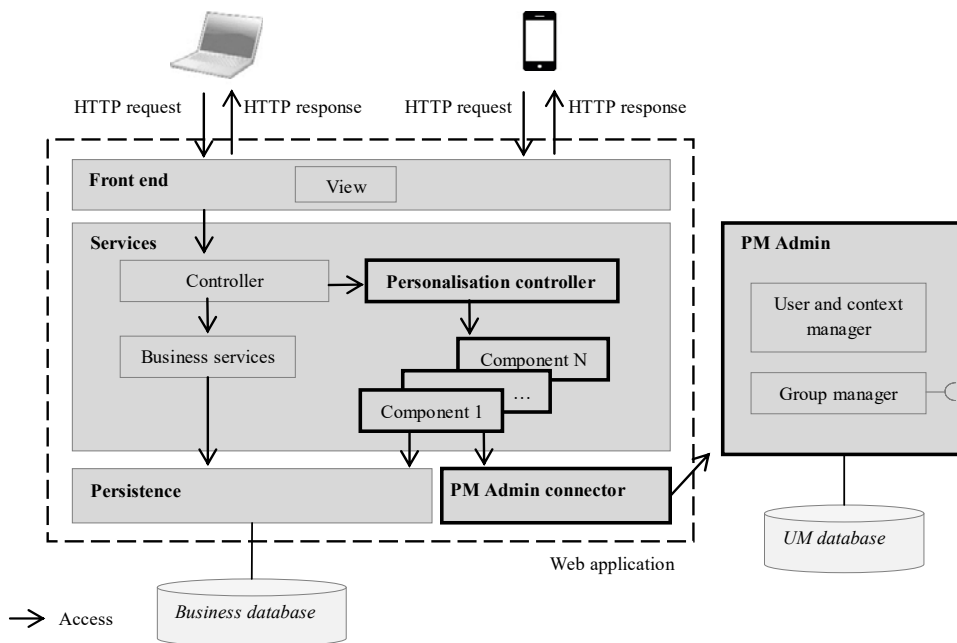 HTTP request
HTTP response
HTTP request
HTTP response
Front end
View
Services
Controller
Personalisation controller
Business services
Component N
…
Component 1
Persistence
PM Admin connector
Web application
PM Admin
User and context
manager
Group manager
UM database
Business database
Access